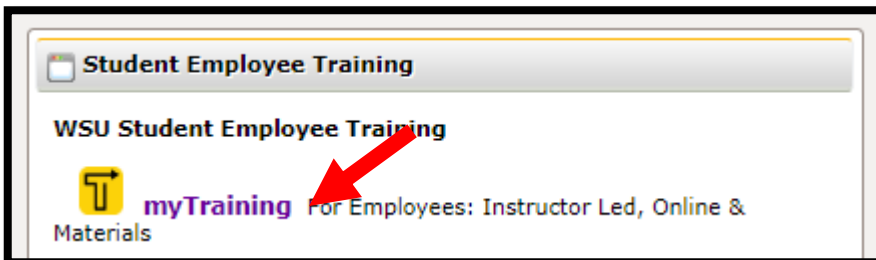 Student Employee Training
WSU Student Employee Training
myTraining For Employees: Instructor Led, Online &
Materials